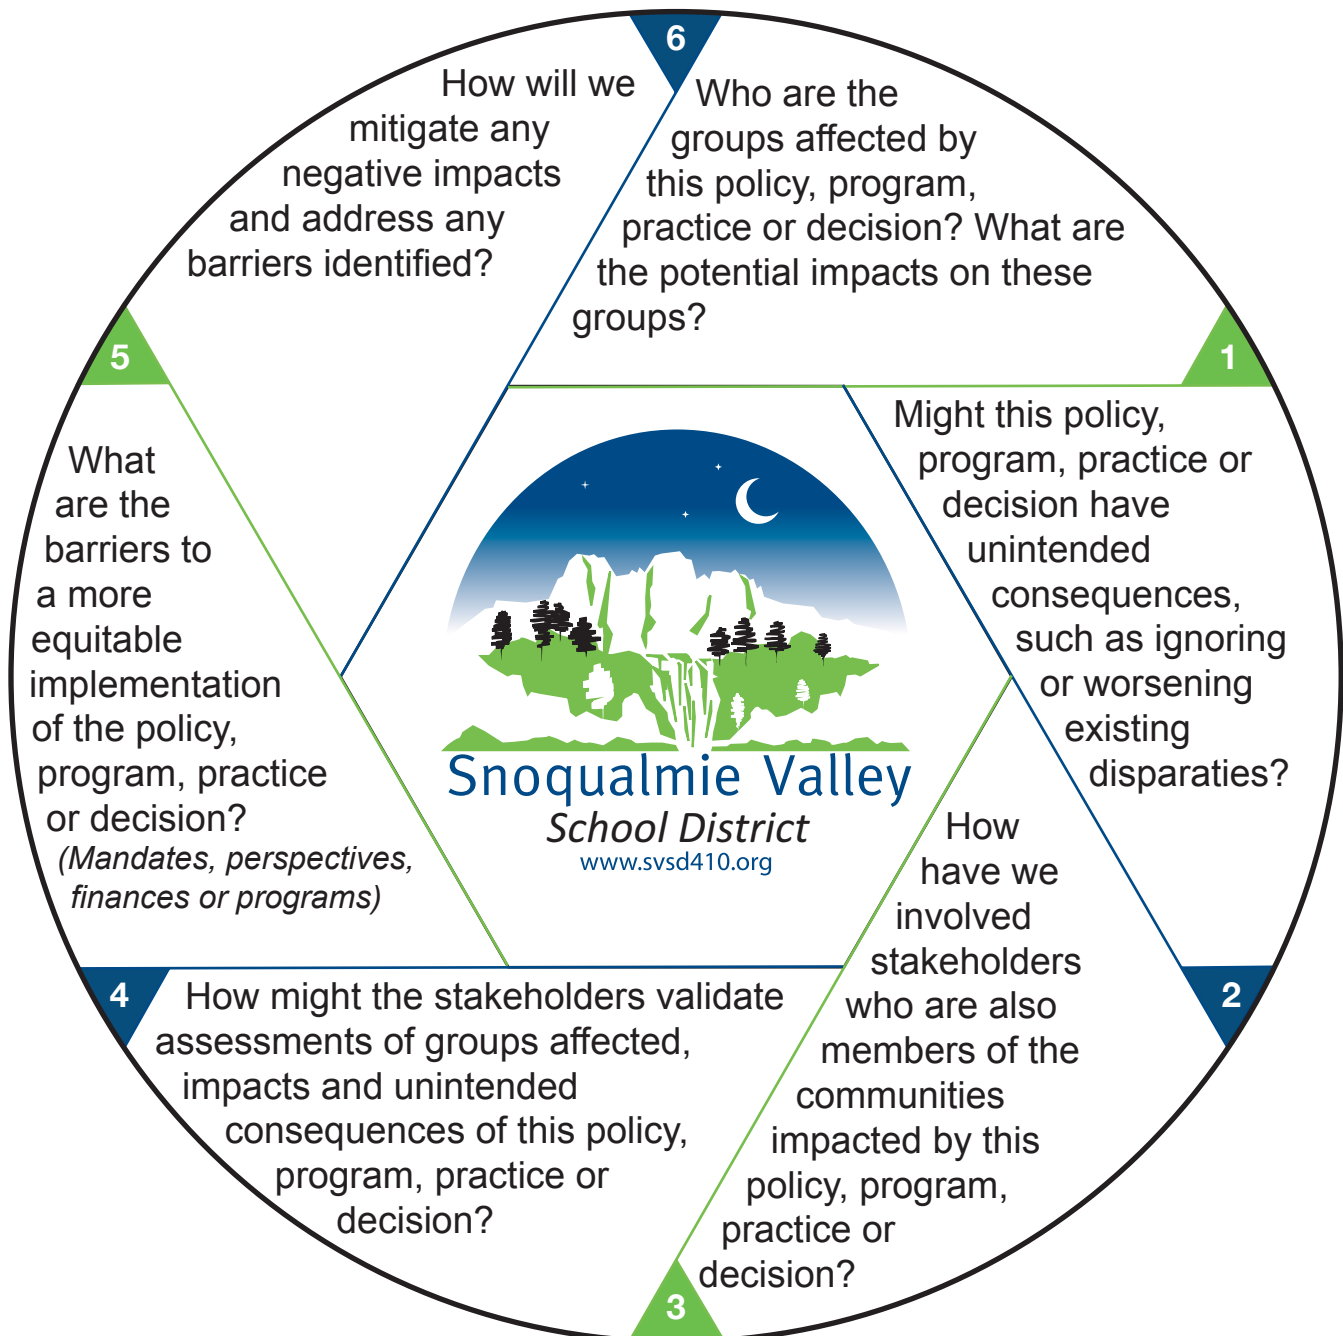 6
Who are the
groups affected by
this policy, program,
practice or decision? What are
the potential impacts on these
groups?
1
Might this policy,
program, practice or
decision have
unintended
consequences,
such as ignoring
or worsening
existing
disparaties?
2
How
have we
involved
stakeholders
who are also
members of the
communities
impacted by this
policy, program,
practice or
decision?
3
How might the stakeholders validate
assessments of groups affected,
impacts and unintended
consequences of this policy,
program, practice or
decision?
4
What
are the
barriers to
a more
equitable
implementation
of the policy,
program, practice
or decision?
(Mandates, perspectives,
finances or programs)
5
How will we
mitigate any
negative impacts
and address any
barriers identified?
Snoqualmie Valley
School District
www.svsd410.org